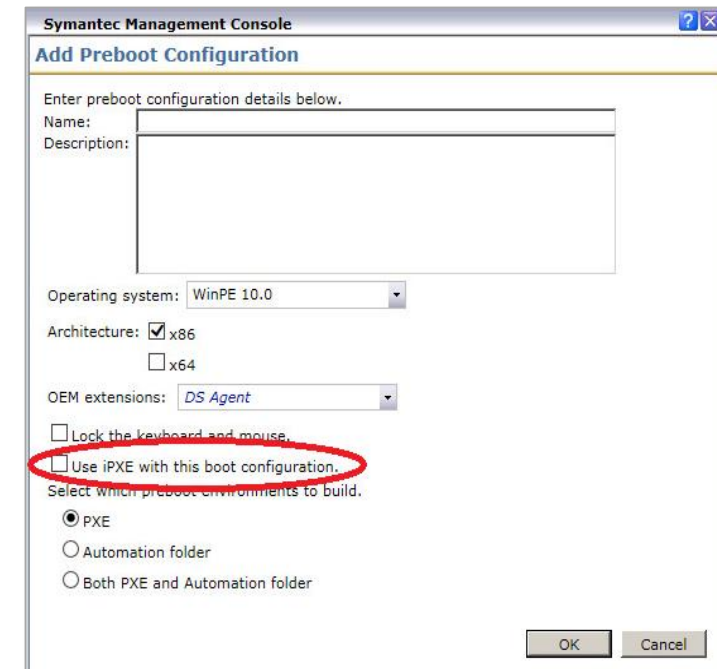 Symantec Management Console
Add Preboot Configuration
Enter preboot configuration details below.
Name:
Description:
Operating system: WinPE 10.0
Architecture: x86
x64
OEM extensions: DS Agent
Lock the keyboard and mouse.
Use iPXE with this boot configuration.
Select which preboot environments to build.
PXE
Automation folder
Both PXE and Automation folder
OK Cancel